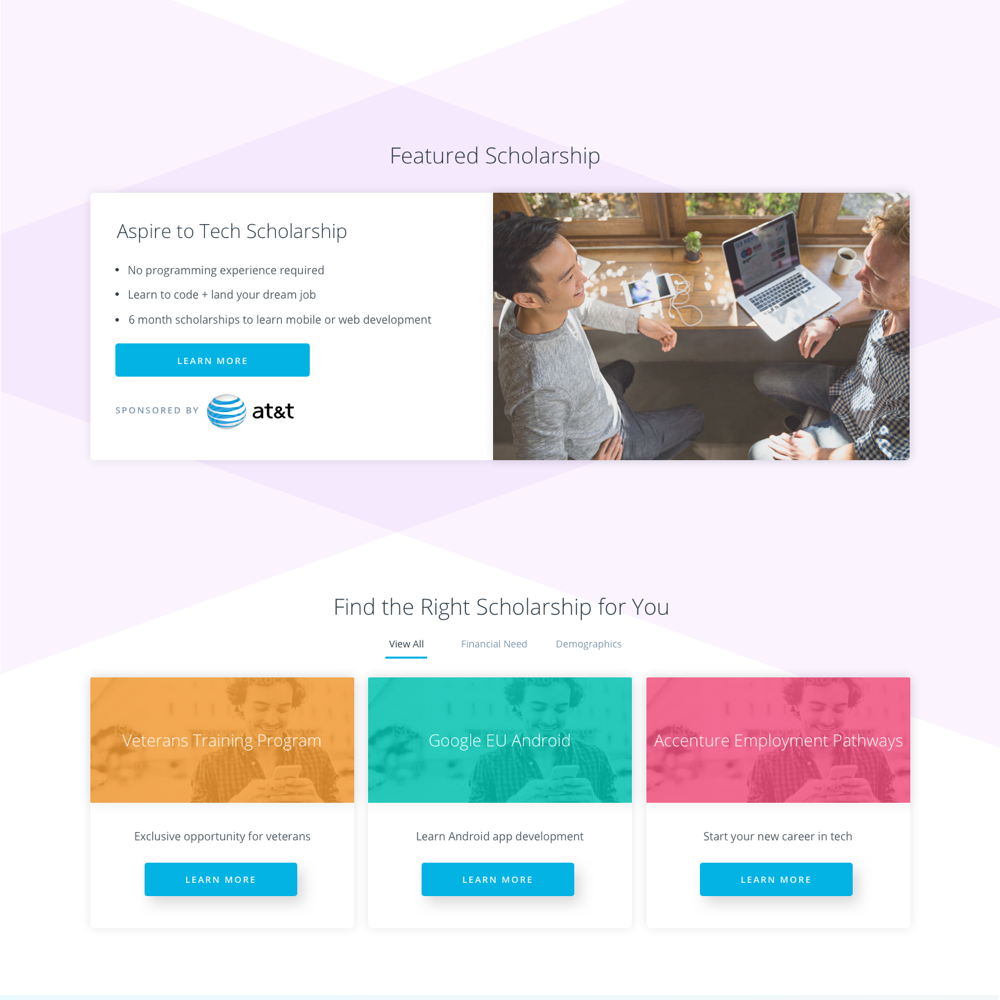 Featured Scholarship
Aspire to Tech Scholarship
No programming experience required
Learn to code + land your dream job
6 month scholarships to learn mobile or web development
LEARN MORE
SPONSORED BY at&t
Find the Right Scholarship for You
View All Financial Need Demographics
Veterans Training Program
Google EU Android
Accenture Employment Pathways
Exclusive opportunity for veterans
Learn Android app development
Start your new career in tech
LEARN MORE
LEARN MORE
LEARN MORE